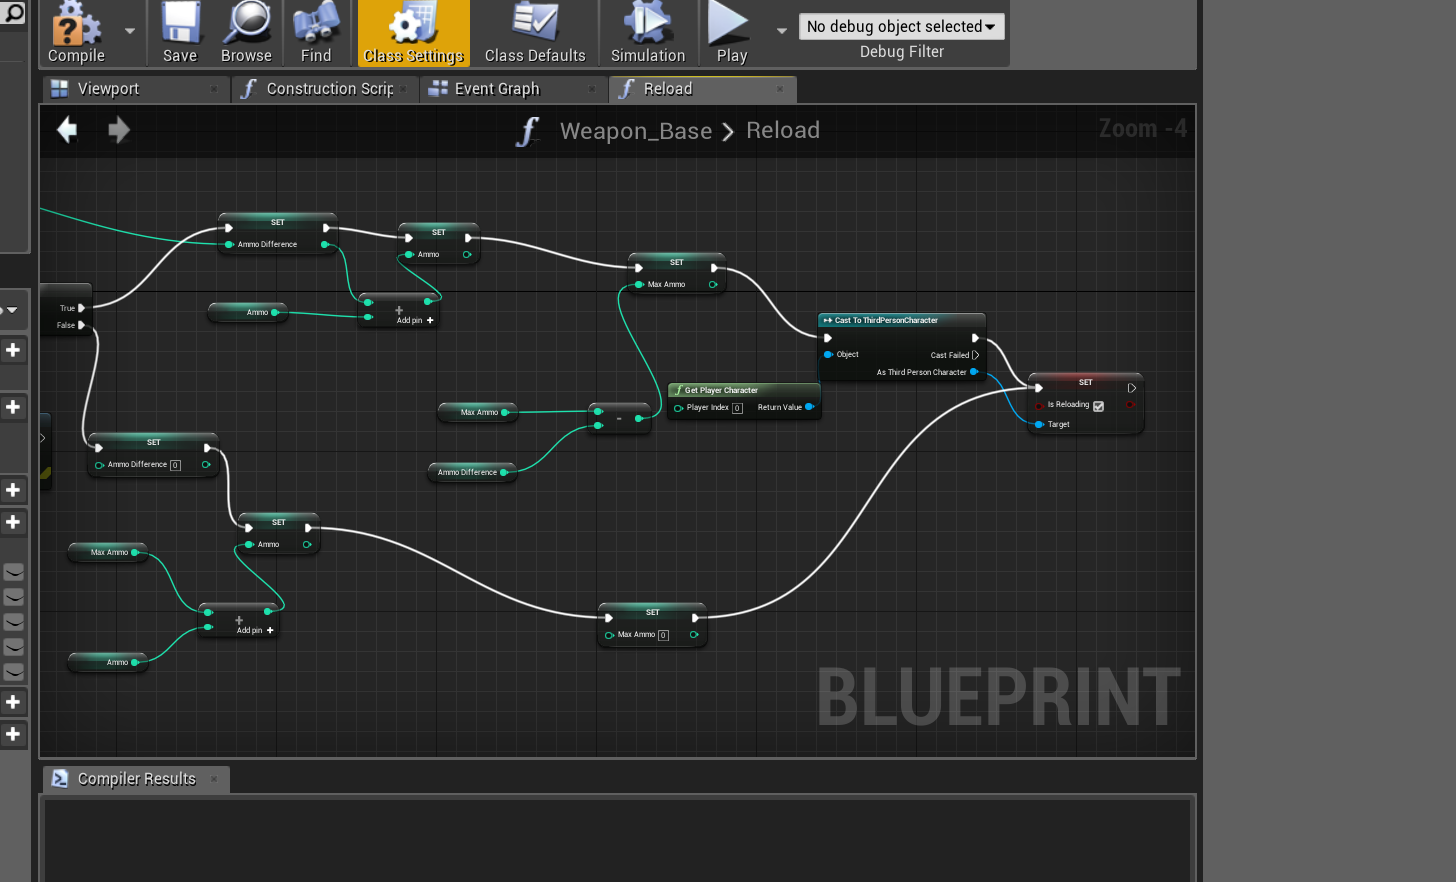 Compile
Save
Browse
Find
Class Settings
Class Defaults
Simulation
Play
No debug object selected
Debug Filter
Viewport
Construction Scrip
Event Graph
Reload
Weapon_Base > Reload
Zoom -4
SET
Ammo Difference
SET
Ammo
SET
Max Ammo
True
False
Ammo
Add pin +
Cast To ThirdPersonCharacter
Object
Cast Failed
As Third Person Character
Get Player Character
Player Index 0
Return Value
SET
Is Reloading
Target
Max Ammo
Ammo Difference
SET
Ammo Difference 0
SET
Ammo
Max Ammo
Add pin +
Ammo
SET
Max Ammo 0
BLUEPRINT
Compiler Results